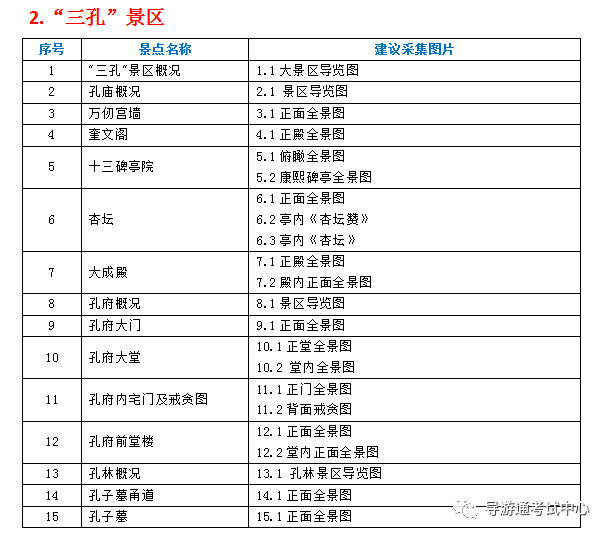 2.“三孔”景区
序号 景点名称 建议采集图片
1 “三孔”景区概况 1.1大景区导览图
2 孔庙概况 2.1 景区导览图
3 万仞宫墙 3.1正面全景图
4 奎文阁 4.1正殿全景图
5 十三碑亭院 5.1俯瞰全景图
5.2康熙碑亭全景图
6 杏坛 6.1正面全景图
6.2亭内《杏坛赞》
6.3亭内《杏坛》
7 大成殿 7.1正殿全景图
7.2殿内正面全景图
8 孔府概况 8.1景区导览图
9 孔府大门 9.1正面全景图
10 孔府大堂 10.1正堂全景图
10.2 堂内全景图
11 孔府内宅门及戒贪图 11.1正门全景图
11.2背面戒贪图
12 孔府前堂楼 12.1正面全景图
12.2堂内正面全景图
13 孔林概况 13.1 孔林景区导览图
14 孔子墓甬道 14.1正面全景图
15 孔子墓 15.1正面全景图
导游通考试中心